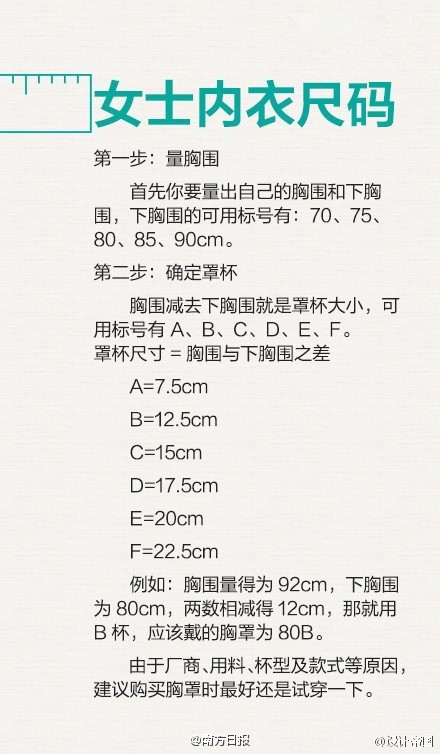 女士内衣尺码
第一步：量胸围
首先你要量出自己的胸围和下胸
围，下胸围的可用标号有：70、75、
80、85、90cm。
第二步：确定罩杯
胸围减去下胸围就是罩杯大小，可
用标号有 A、B、C、D、E、F。
罩杯尺寸 = 胸围与下胸围之差
A=7.5cm
B=12.5cm
C=15cm
D=17.5cm
E=20cm
F=22.5cm
例如：胸围量得为 92cm，下胸围
为 80cm，两数相减得 12cm，那就用
B 杯，应该戴的胸罩为 80B。
由于厂商、用料、杯型及款式等原因，
建议购买胸罩时最好还是试穿一下。
@南方日报